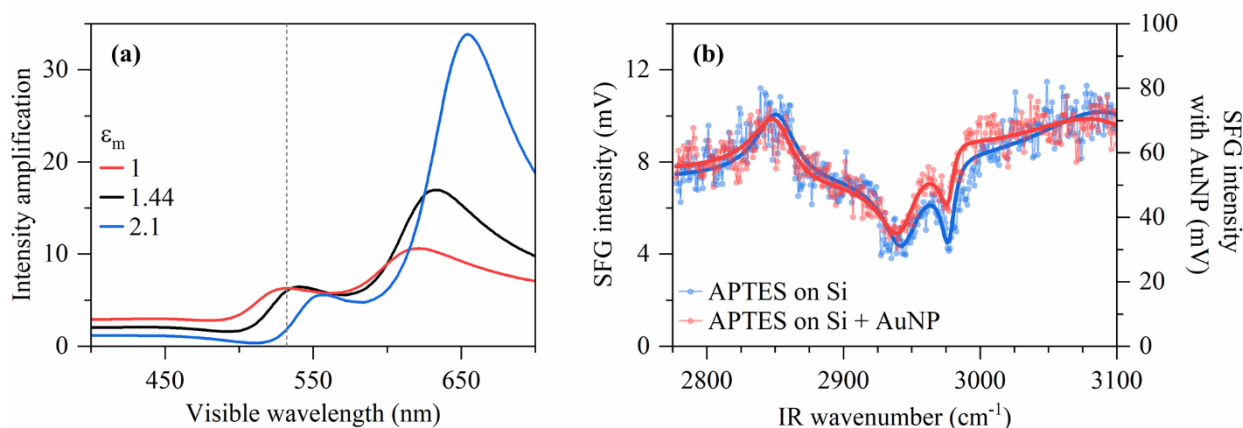 (a)
30
20
10
0
Intensity amplification
εm
1
1.44
2.1
450
550
650
Visible wavelength (nm)
(b)
12
8
4
0
SFG intensity (mV)
100
80
60
40
20
0
SFG intensity
with AuNP (mV)
APTES on Si
APTES on Si + AuNP
2800
2900
3000
3100
IR wavenumber (cm⁻¹)